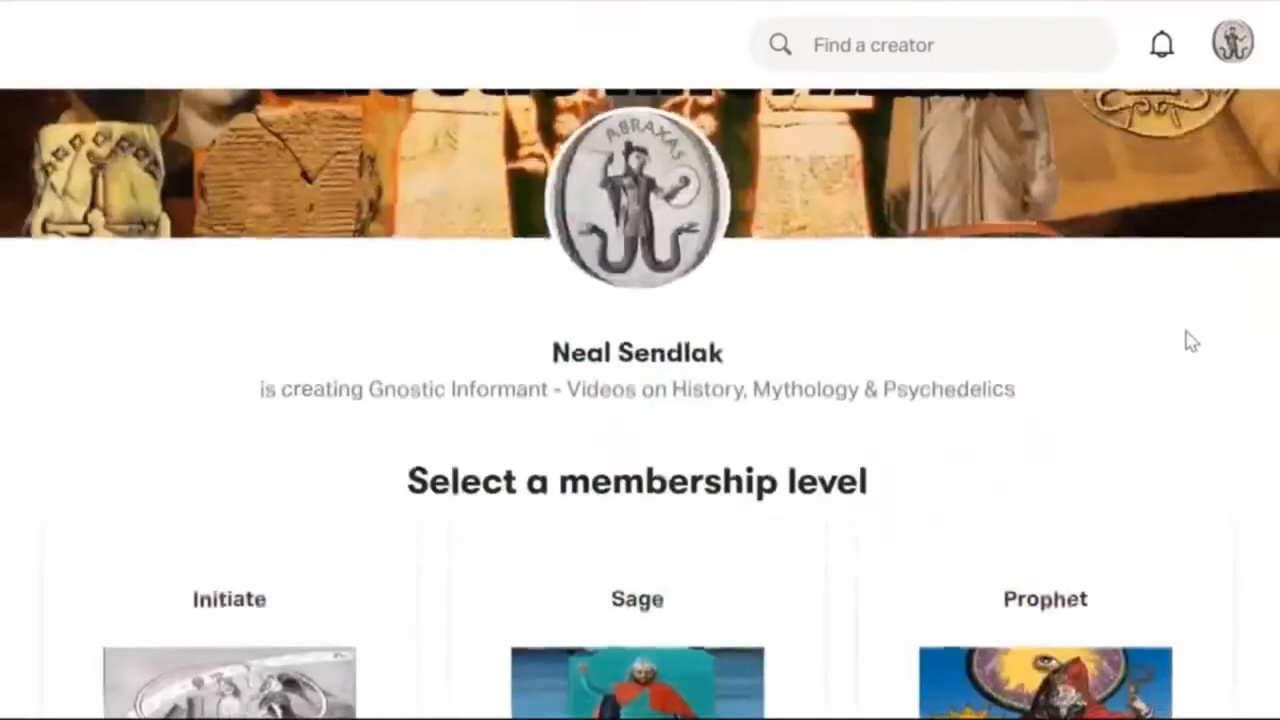 Find a creator
ABRAXAS
Neal Sendlak
is creating Gnostic Informant - Videos on History, Mythology & Psychedelics
Select a membership level
Initiate
Sage
Prophet